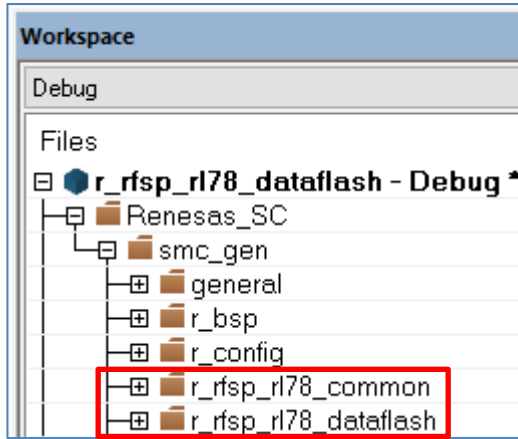 Workspace
Debug
Files
r_rfsp_rl78_dataflash - Debug *
Renesas_SC
smc_gen
general
r_bsp
r_config
r_rfsp_rl78_common
r_rfsp_rl78_dataflash